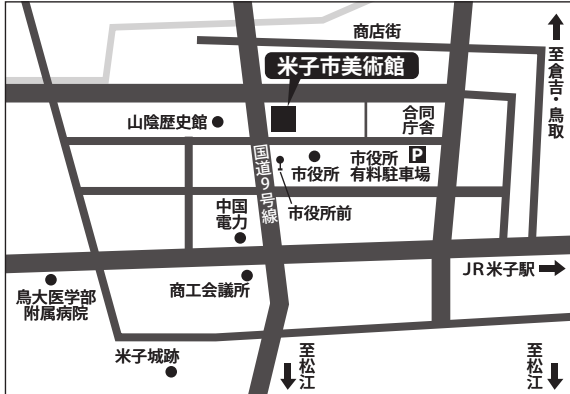 商店街
至倉吉・鳥取
米子市美術館
山陰歴史館
合同
庁舎
国道9号線
市役所
市役所
有料駐車場
P
市役所前
中国
電力
JR米子駅
鳥大医学部
附属病院
商工会議所
米子城跡
至松江
至松江